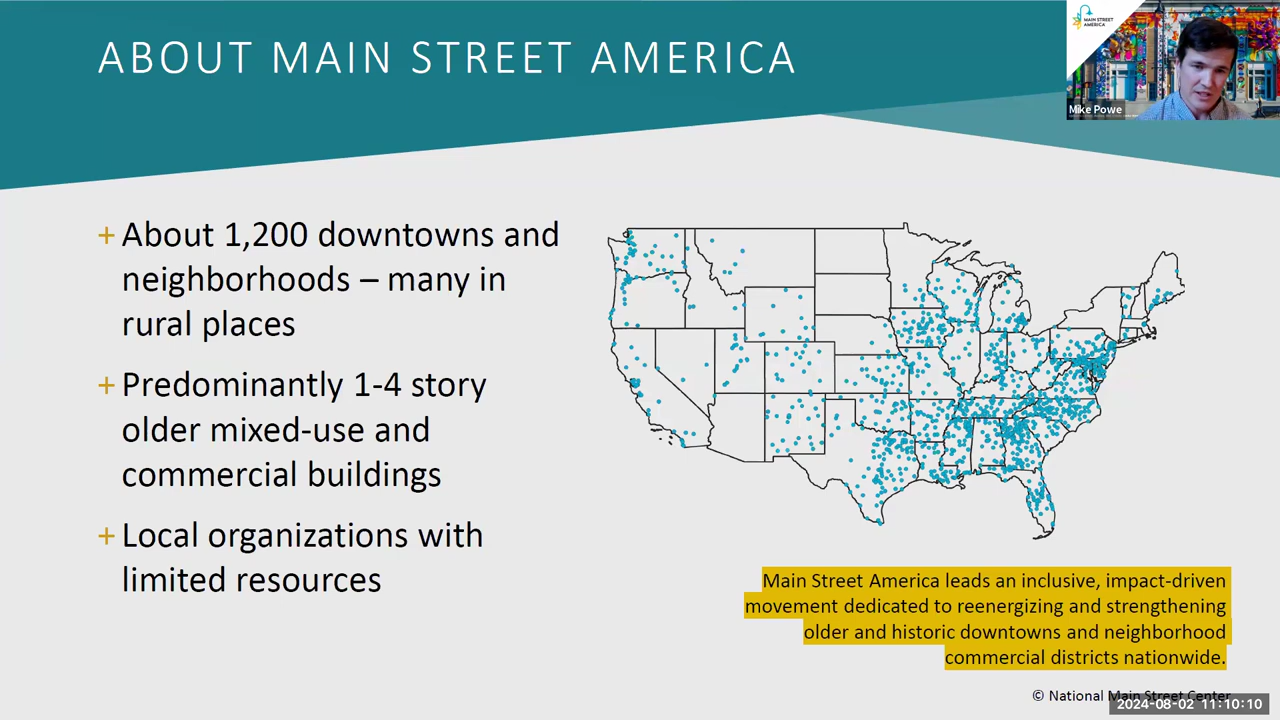 ABOUT MAIN STREET AMERICA
MAIN STREET
AMERICA
Mike Powe
+ About 1,200 downtowns and
neighborhoods – many in
rural places
+ Predominantly 1-4 story
older mixed-use and
commercial buildings
+ Local organizations with
limited resources
Main Street America leads an inclusive, impact-driven
movement dedicated to reenergizing and strengthening
older and historic downtowns and neighborhood
commercial districts nationwide.
© National Main Street Center
2024-08-02 11:10:10